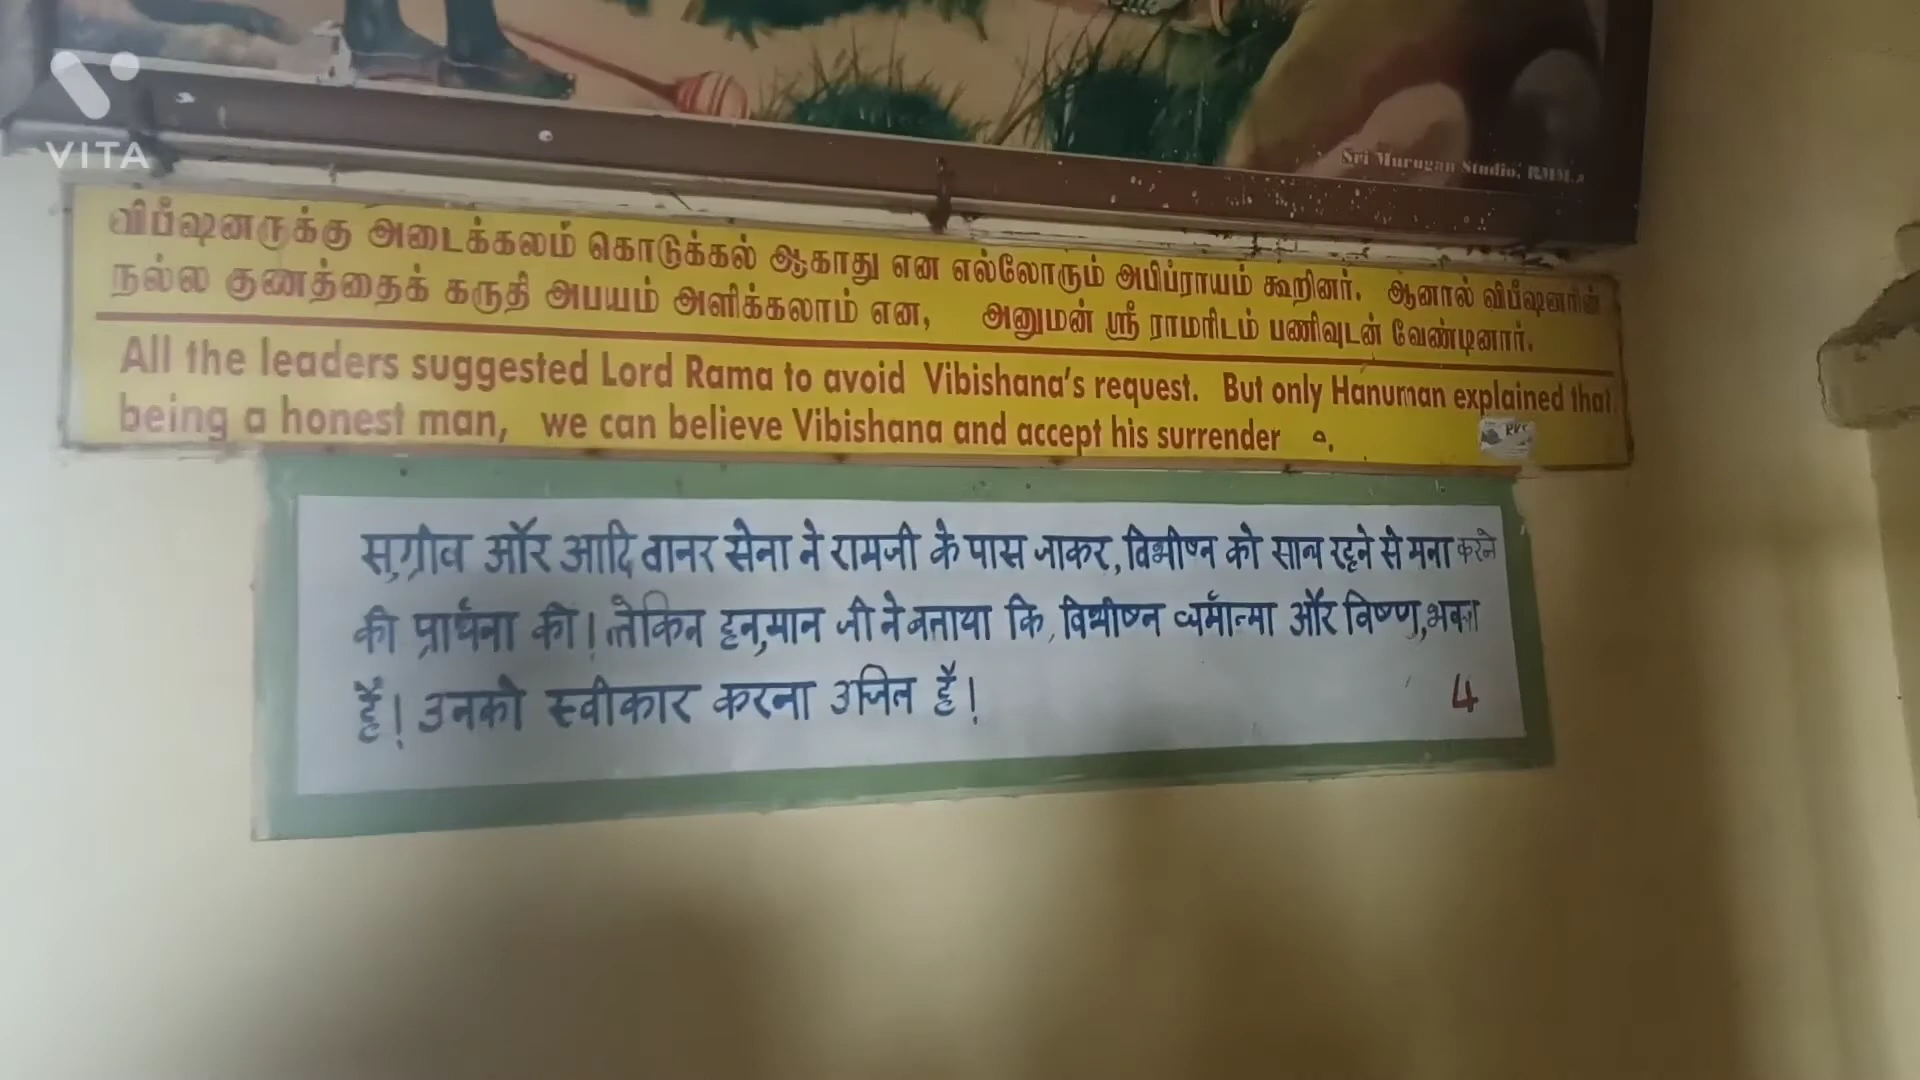 VITA
Sri Murugan Studio, RMM.
விபீஷனருக்கு அடைக்கலம் கொடுக்கல் ஆகாது என எல்லோரும் அபிப்ராயம் கூறினர். ஆனால் விபீஷனரின்
நல்ல குணத்தைக் கருதி அபயம் அளிக்கலாம் என, அனுமன் ஸ்ரீ ராமரிடம் பணிவுடன் வேண்டினார்.
All the leaders suggested Lord Rama to avoid Vibishana's request. But only Hanuman explained that
being a honest man, we can believe Vibishana and accept his surrender
RKS
सुग्रीव और आदि वानर सेना ने रामजी के पास जाकर, विभीष्न को सात रहने से मना करने
की प्रार्थना की। लेकिन हनुमान जी ने बताया कि, विभीष्न धर्मान्मा और विष्णु भक्त
है। उनको स्वीकार करना उजित है।
4